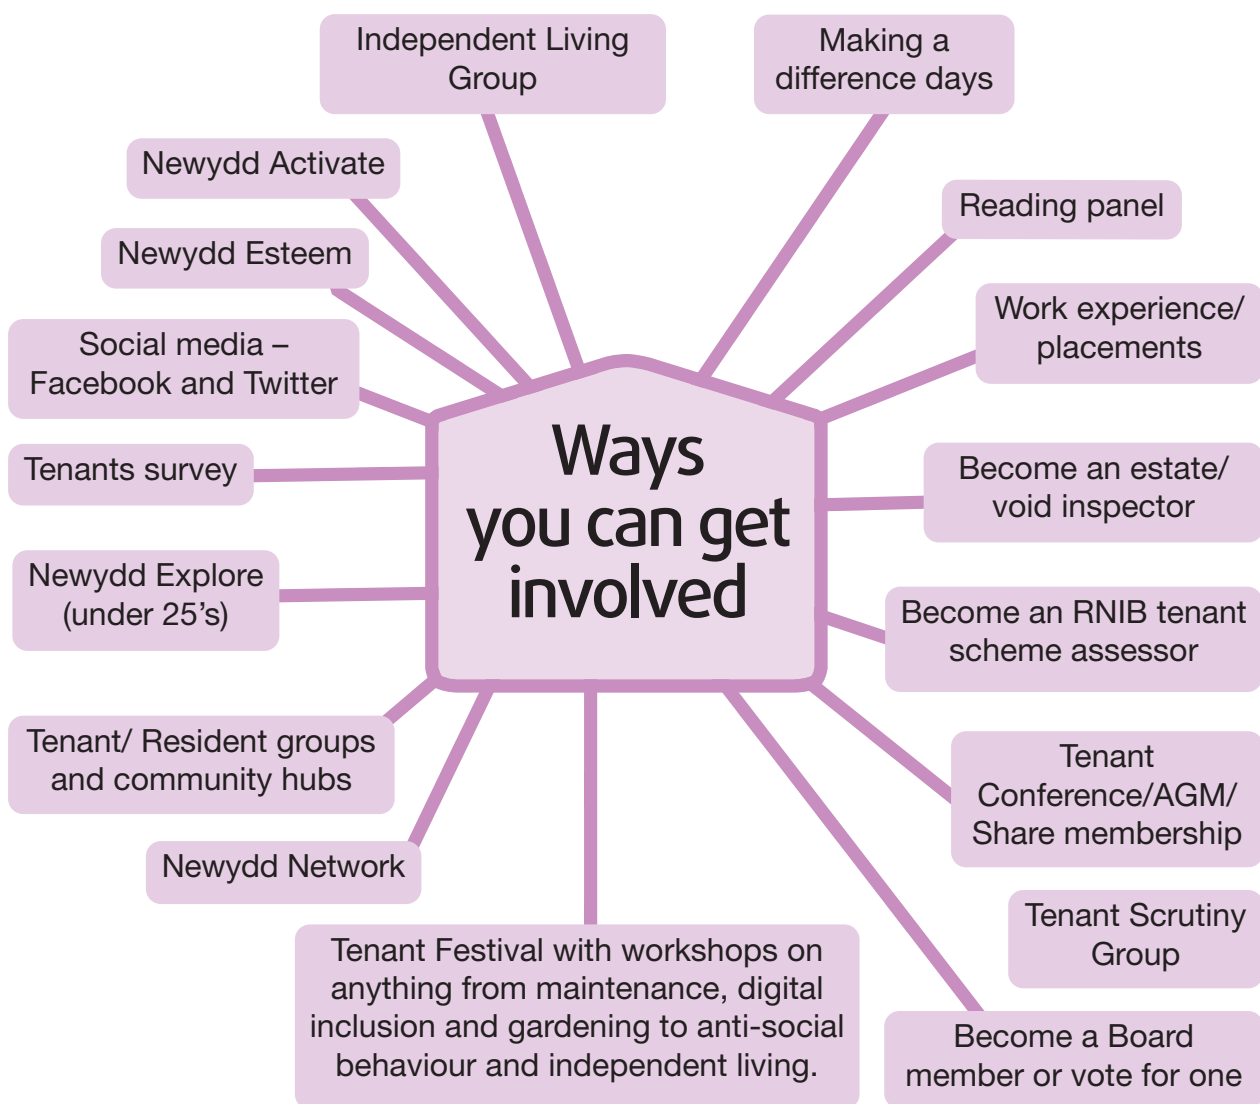 Independent Living
Group
Making a
difference days
Newydd Activate
Reading panel
Newydd Esteem
Work experience/
placements
Social media –
Facebook and Twitter
Ways
you can get
involved
Tenants survey
Become an estate/
void inspector
Newydd Explore
(under 25’s)
Become an RNIB tenant
scheme assessor
Tenant/ Resident groups
and community hubs
Tenant
Conference/AGM/
Share membership
Newydd Network
Tenant Scrutiny
Group
Tenant Festival with workshops on
anything from maintenance, digital
inclusion and gardening to anti-social
behaviour and independent living.
Become a Board
member or vote for one